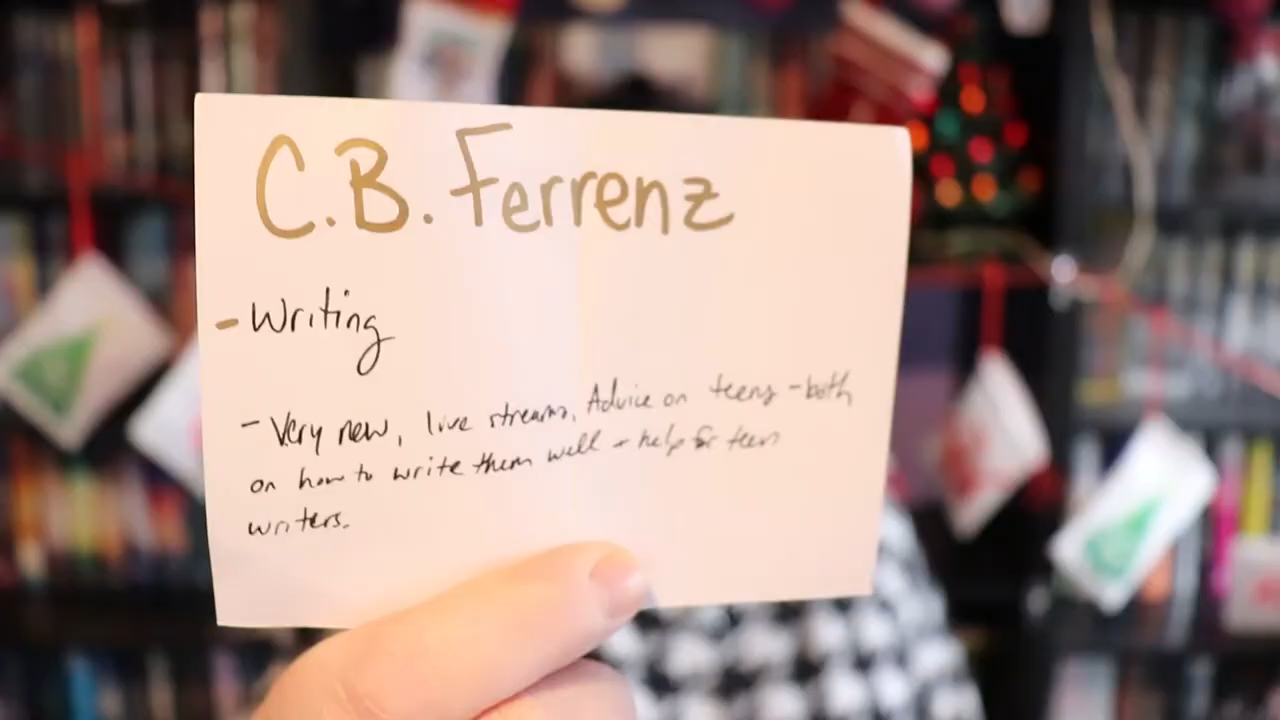 C.B. Ferrenz
- Writing
- Very new, live streams, Advice on teens - both
on how to write them well + help for teen
writers.